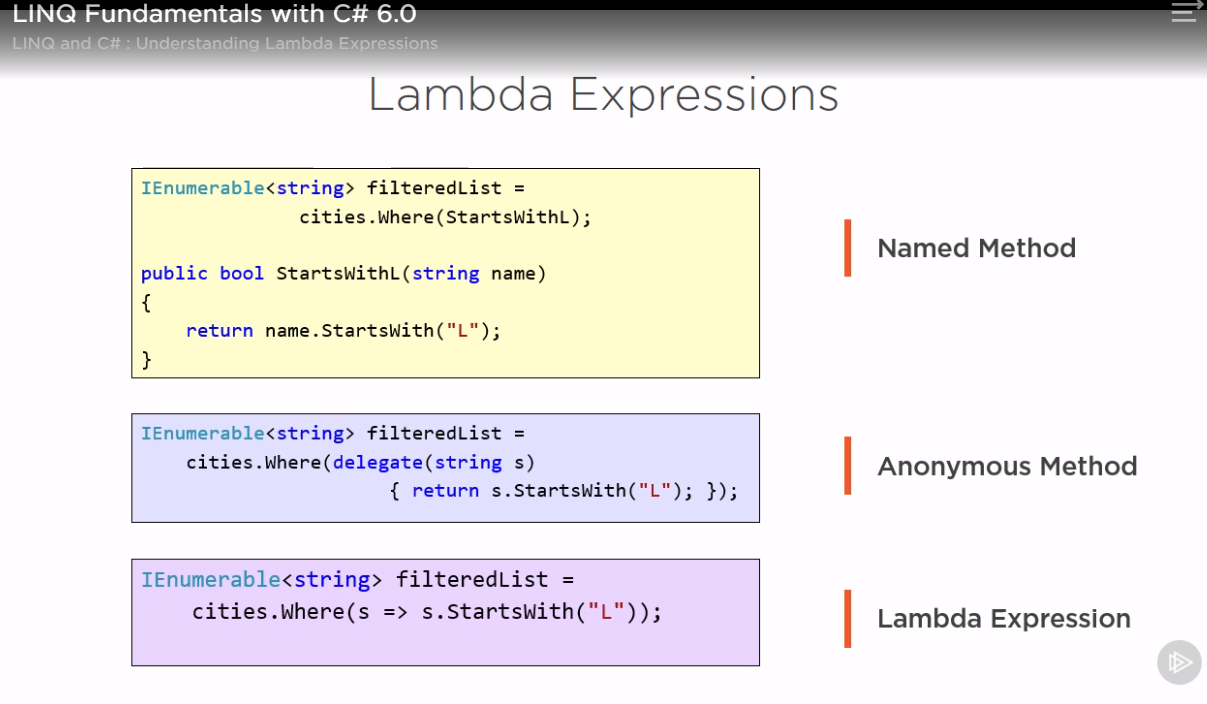 LINQ Fundamentals with C# 6.0
LINQ and C# : Understanding Lambda Expressions
Lambda Expressions
IEnumerable<string> filteredList =
cities.Where(StartsWithL);
public bool StartsWithL(string name)
{
return name.StartsWith("L");
}
Named Method
IEnumerable<string> filteredList =
cities.Where(delegate(string s)
{ return s.StartsWith("L"); });
Anonymous Method
IEnumerable<string> filteredList =
cities.Where(s => s.StartsWith("L"));
Lambda Expression